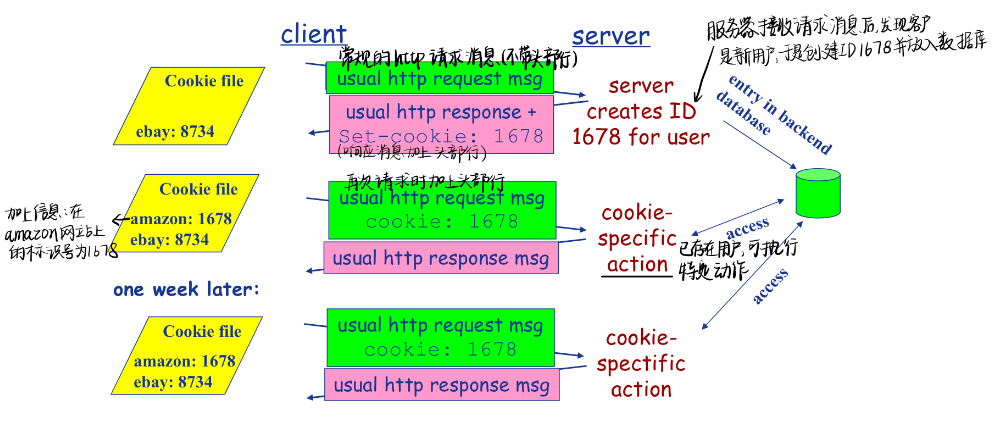 client
server
服务器接收请求消息后,发现客户
是新用户,于是创建ID1678并放入数据库
常规的http请求消息(不带头部行)
Cookie file
ebay: 8734
usual http request msg
usual http response +
Set-cookie: 1678
(响应消息加上头部行)
server
creates ID
1678 for user
entry in backend
database
再次请求时加上头部行
Cookie file
amazon: 1678
ebay: 8734
加上信息:在
amazon网站上
的标识号为1678
usual http request msg
cookie: 1678
usual http response msg
cookie-
specific
action
access
已存在用户,可执行
特定动作
access
one week later:
Cookie file
amazon: 1678
ebay: 8734
usual http request msg
cookie: 1678
usual http response msg
cookie-
spectific
action